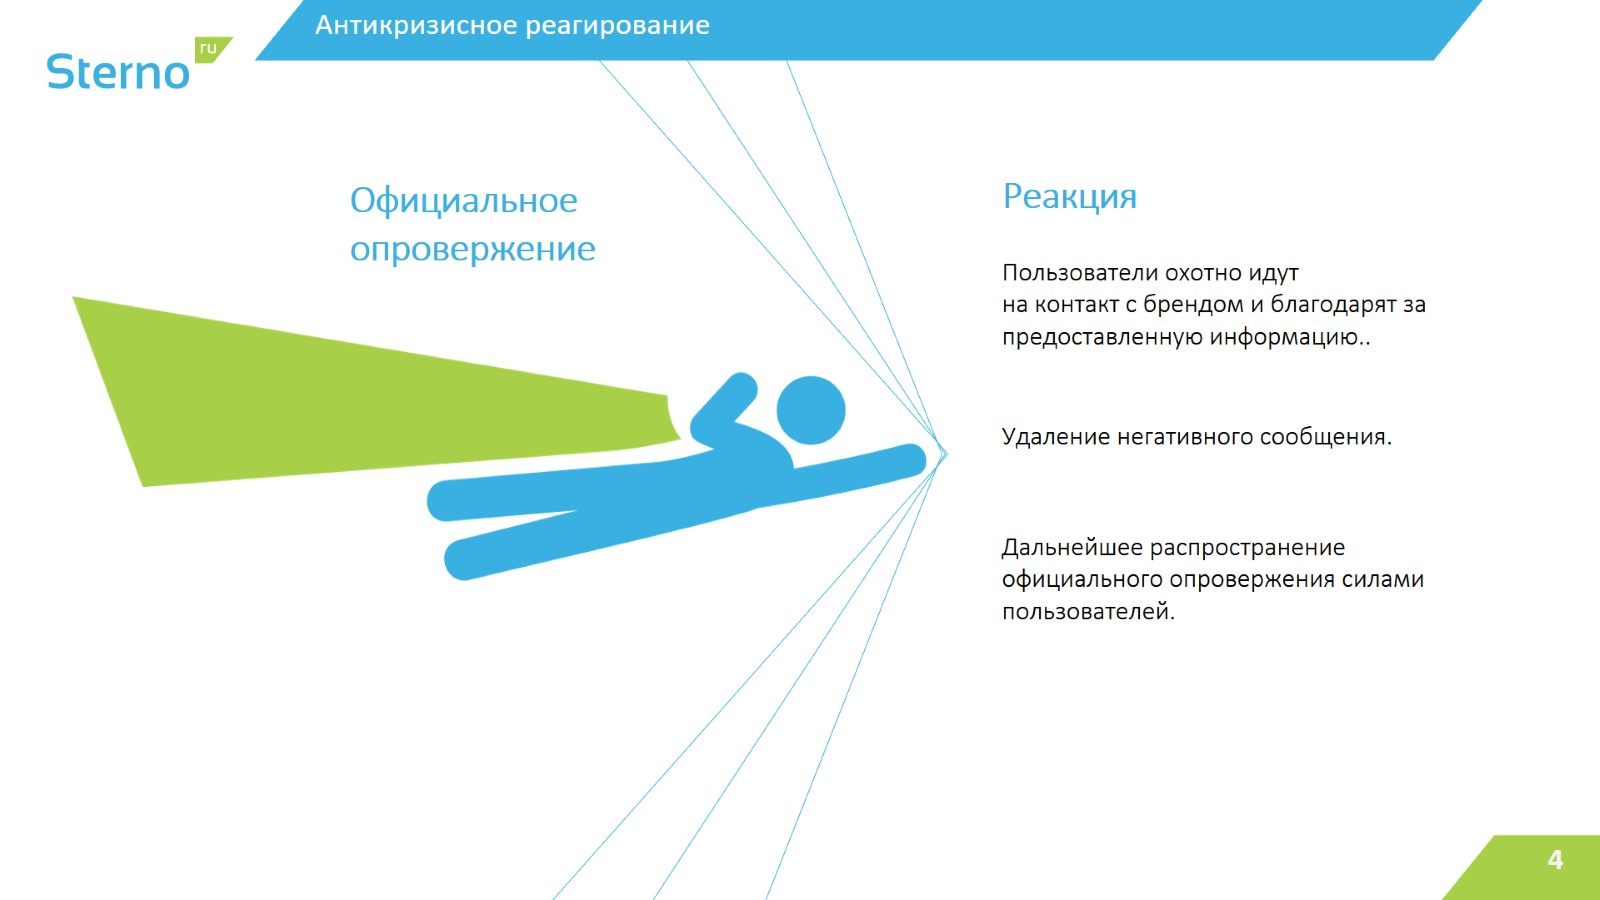 Антикризисное реагирование
Sterno ru
Официальное
опровержение
Реакция
Пользователи охотно идут
на контакт с брендом и благодарят за
предоставленную информацию..
Удаление негативного сообщения.
Дальнейшее распространение
официального опровержения силами
пользователей.
4